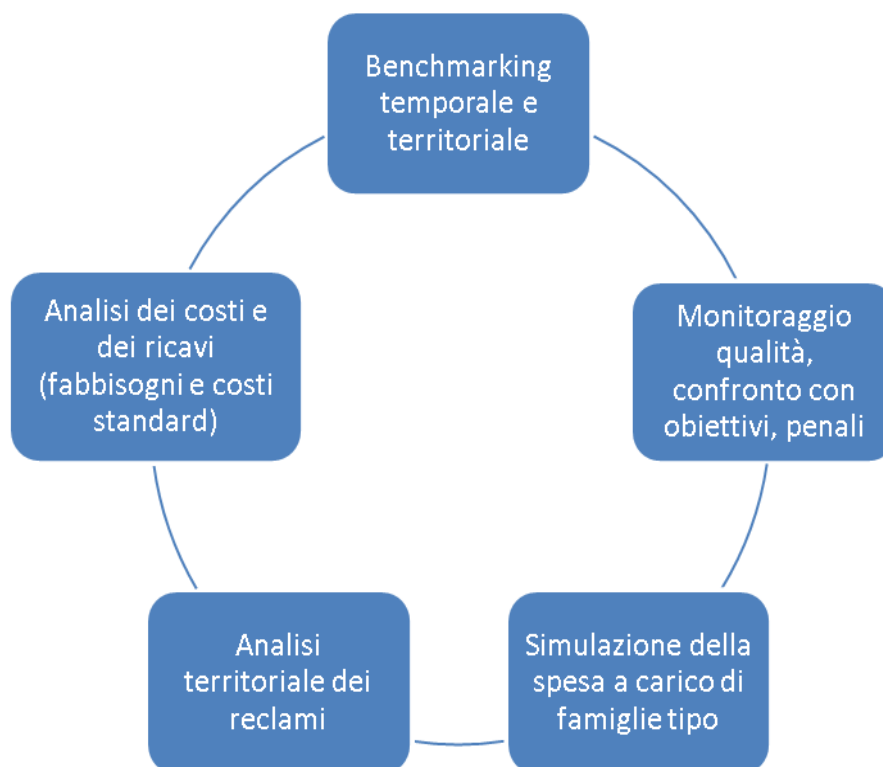 Benchmarking
temporale e
territoriale
Analisi dei costi e
dei ricavi
(fabbisogni e costi
standard)
Monitoraggio
qualità,
confronto con
obiettivi, penali
Analisi
territoriale dei
reclami
Simulazione della
spesa a carico di
famiglie tipo